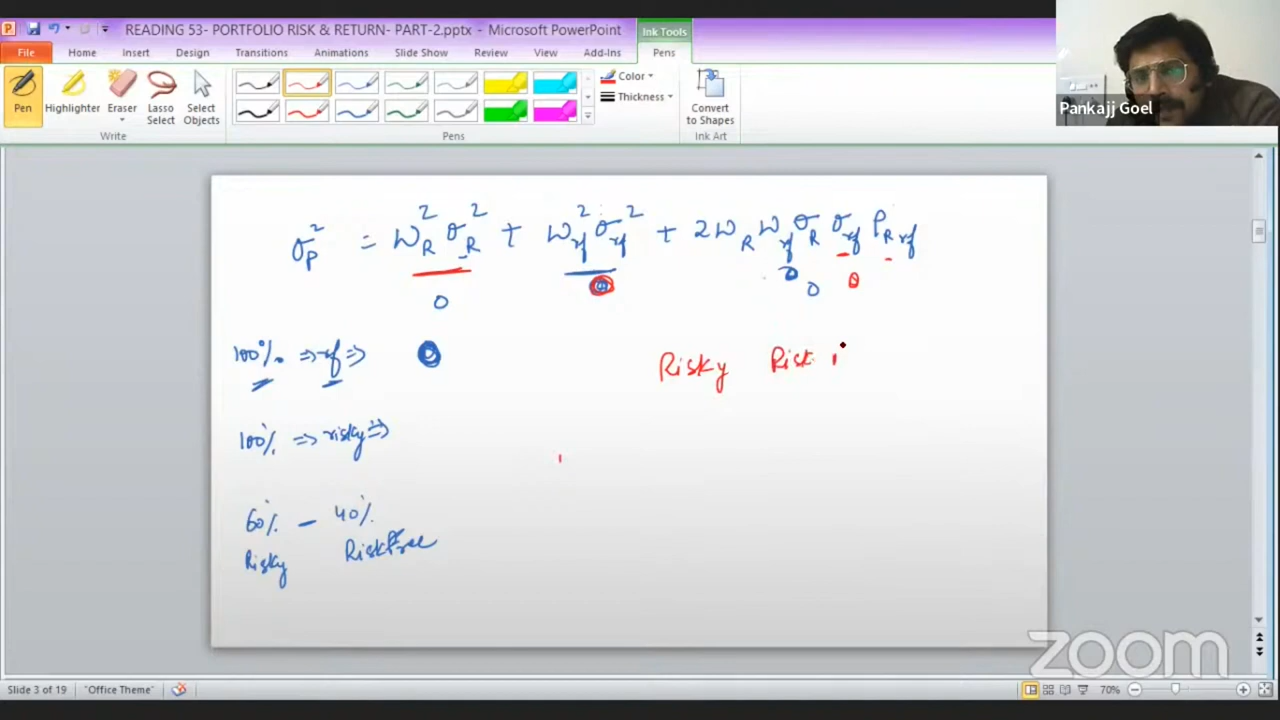 READING 53- PORTFOLIO RISK & RETURN- PART-2.pptx - Microsoft PowerPoint
Ink Tools
File Home Insert Design Transitions Animations Slide Show Review View Add-Ins Pens
Pen Highlighter Eraser Lasso Select Select Objects
Color
Thickness
Convert to Shapes
Write Pens Ink Art
Pankajj Goel
σp² = WR² σR² + Wrf² σrf² + 2 WR Wrf σR σrf ρR rf
0 0 0 0 0
100% ⇒ rf ⇒ 0
Risky Risk
100% ⇒ risky ⇒
60% - 40%
Risky Risk free
zoom
Slide 3 of 19 "Office Theme" 70%